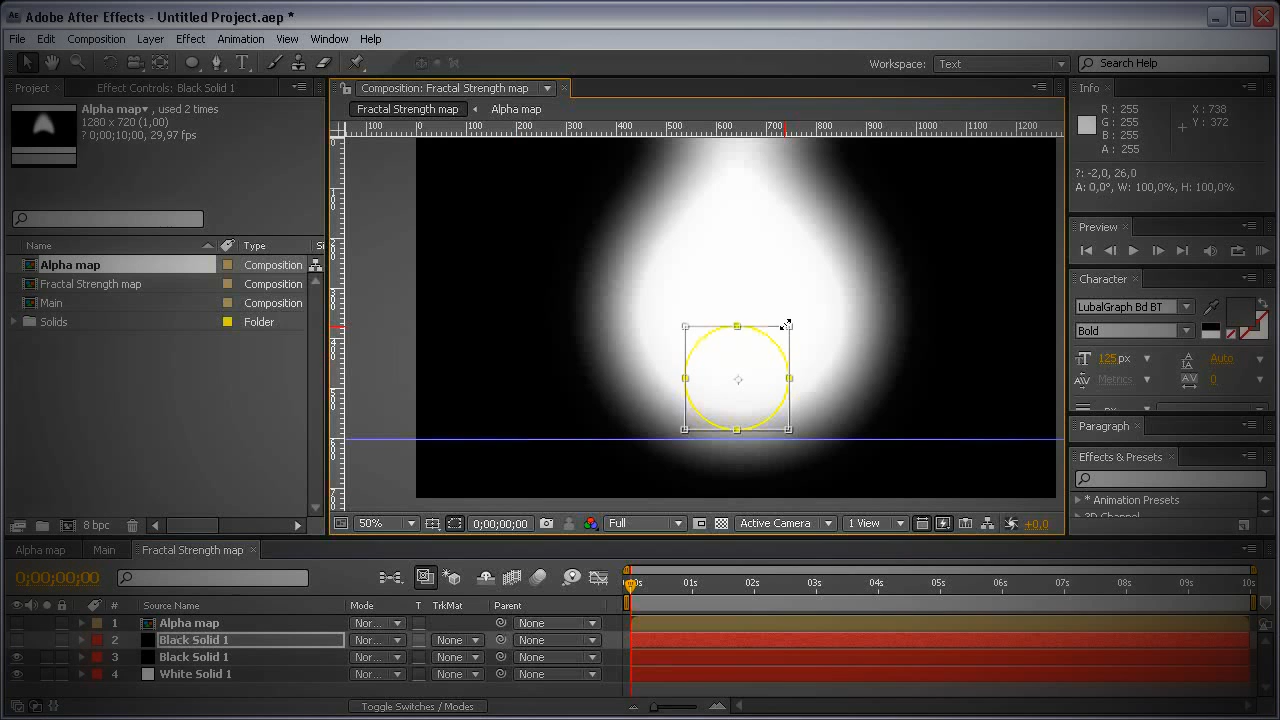 Adobe After Effects - Untitled Project.aep *
File Edit Composition Layer Effect Animation View Window Help
Workspace: Text Search Help
Project Effect Controls: Black Solid 1
Alpha map▾, used 2 times
1280 x 720 (1,00)
? 0;00;10;00, 29,97 fps
Name Type Si
Alpha map Composition
Fractal Strength map Composition
Main Composition
Solids Folder
8 bpc
Composition: Fractal Strength map
Fractal Strength map Alpha map
100 0 100 200 300 400 500 600 700 800 900 1000 1100 1200
50% 0;00;00;00 Full Active Camera 1 View +0,0
Info
R : 255
G : 255
B : 255
A : 255
X : 738
Y : 372
?: -2,0, 26,0
A: 0,0°, W: 100,0%, H: 100,0%
Preview
Character
LubalGraph Bd BT
Bold
125 px Auto
Metrics 0
px
Paragraph
Effects & Presets
* Animation Presets
3D Channel
Alpha map Main Fractal Strength map
0;00;00;00
00s 01s 02s 03s 04s 05s 06s 07s 08s 09s 10s
# Source Name Mode T TrkMat Parent
1 Alpha map Nor... None
2 Black Solid 1 Nor... None None
3 Black Solid 1 Nor... None None
4 White Solid 1 Nor... None None
Toggle Switches / Modes